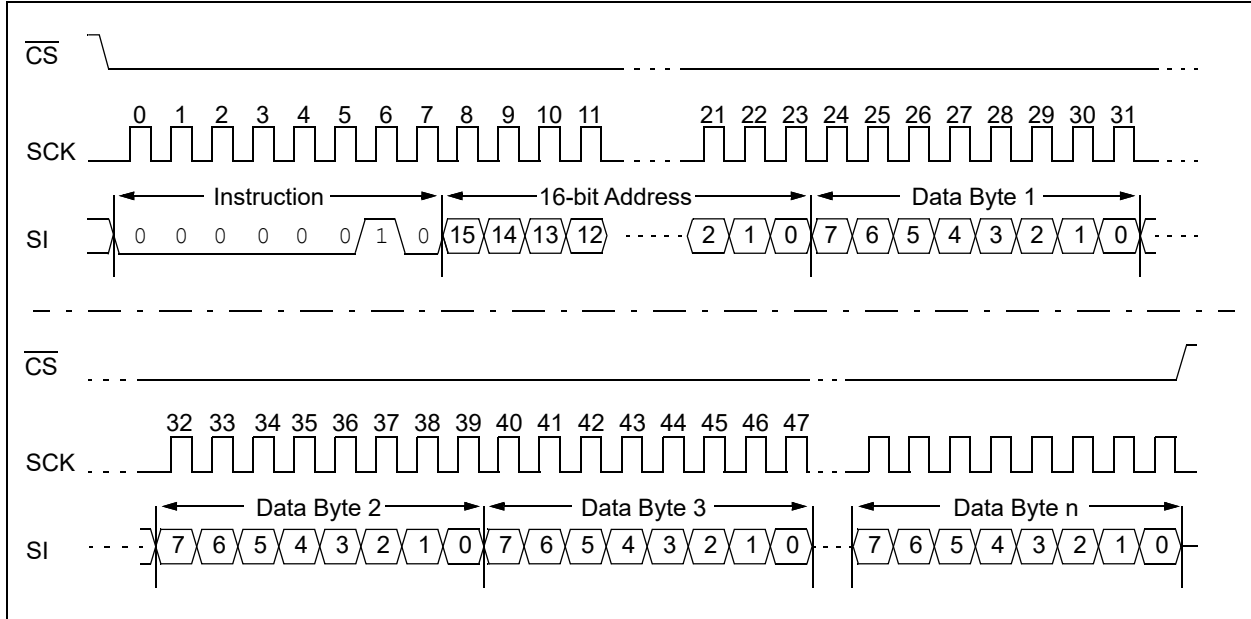 CS
0 1 2 3 4 5 6 7 8 9 10 11 21 22 23 24 25 26 27 28 29 30 31
SCK
Instruction 16-bit Address Data Byte 1
SI 0 0 0 0 0 0 1 0 15 14 13 12 2 1 0 7 6 5 4 3 2 1 0
CS
32 33 34 35 36 37 38 39 40 41 42 43 44 45 46 47
SCK
Data Byte 2 Data Byte 3 Data Byte n
SI 7 6 5 4 3 2 1 0 7 6 5 4 3 2 1 0 7 6 5 4 3 2 1 0